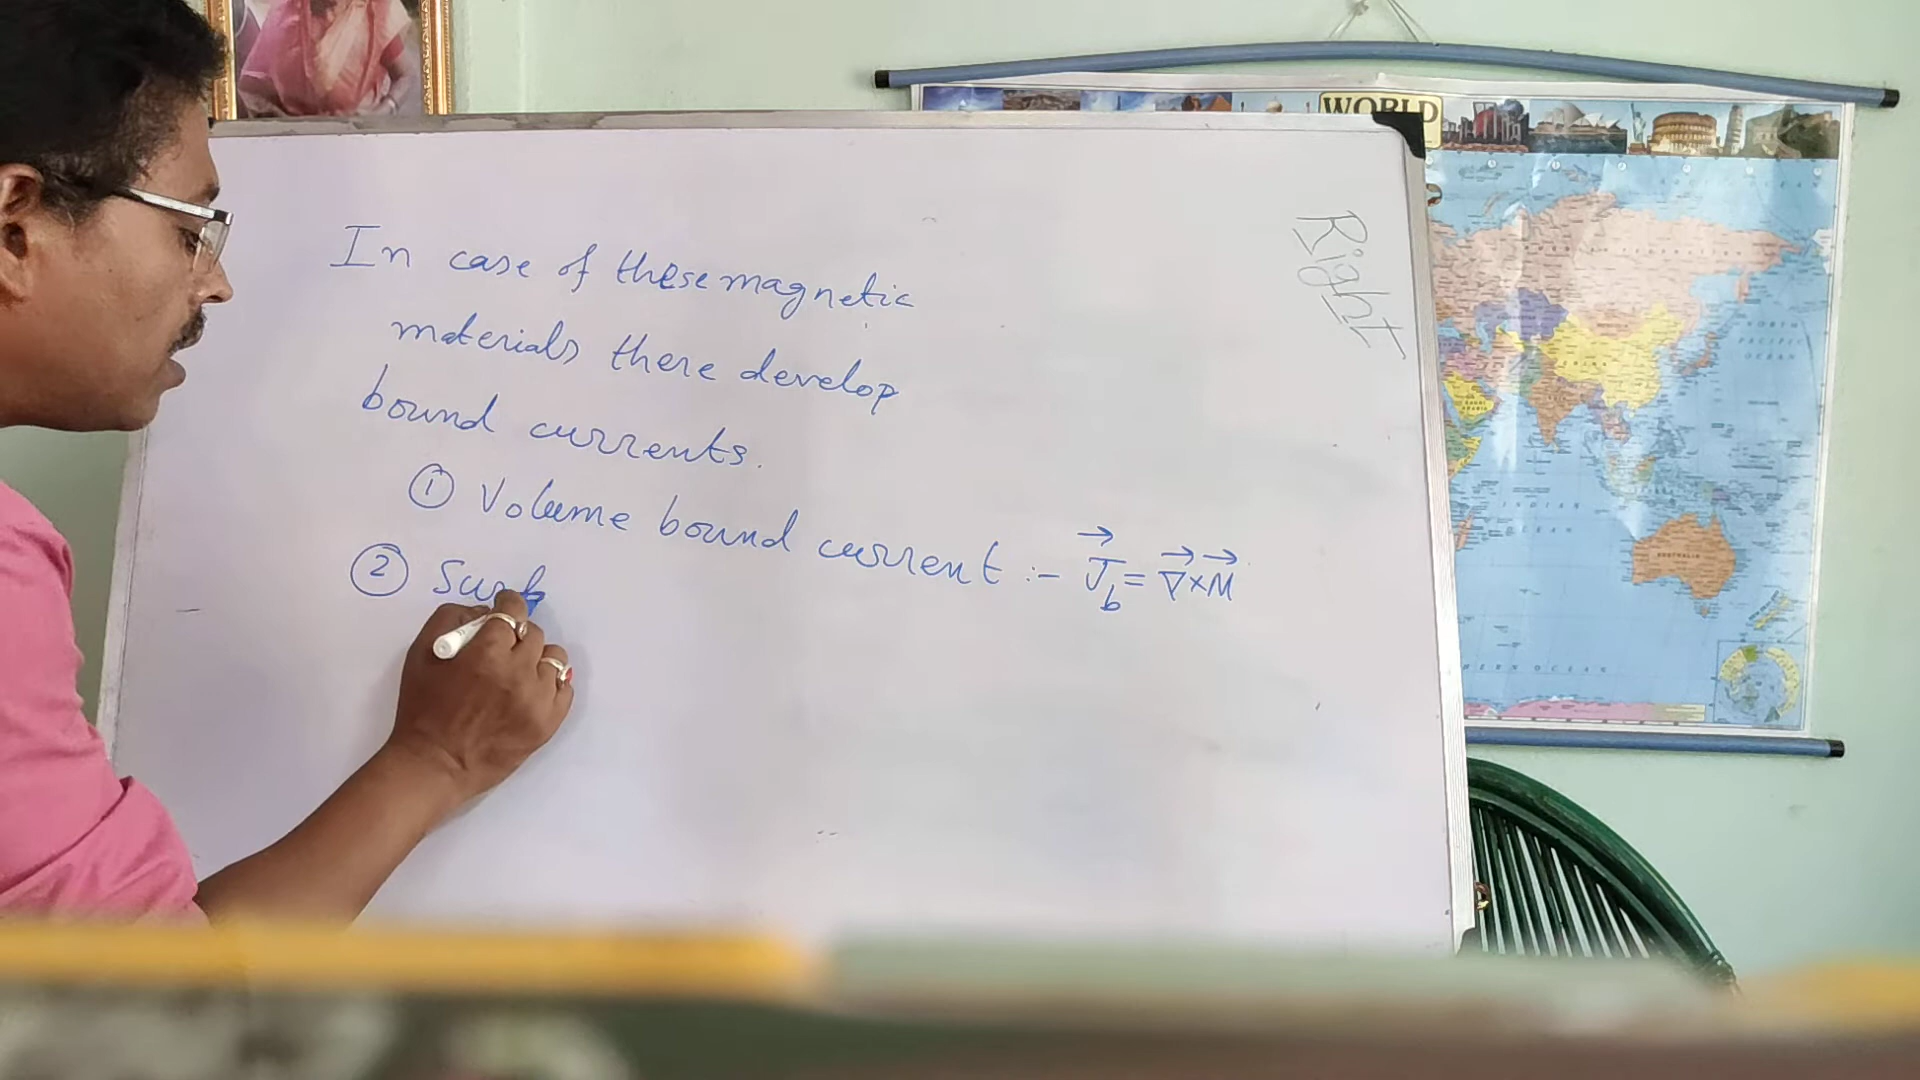 In case of these magnetic
materials there develop
bound currents.
① Volume bound current :- J⃗_b = ∇⃗×M⃗
② Surf
Right
WORLD